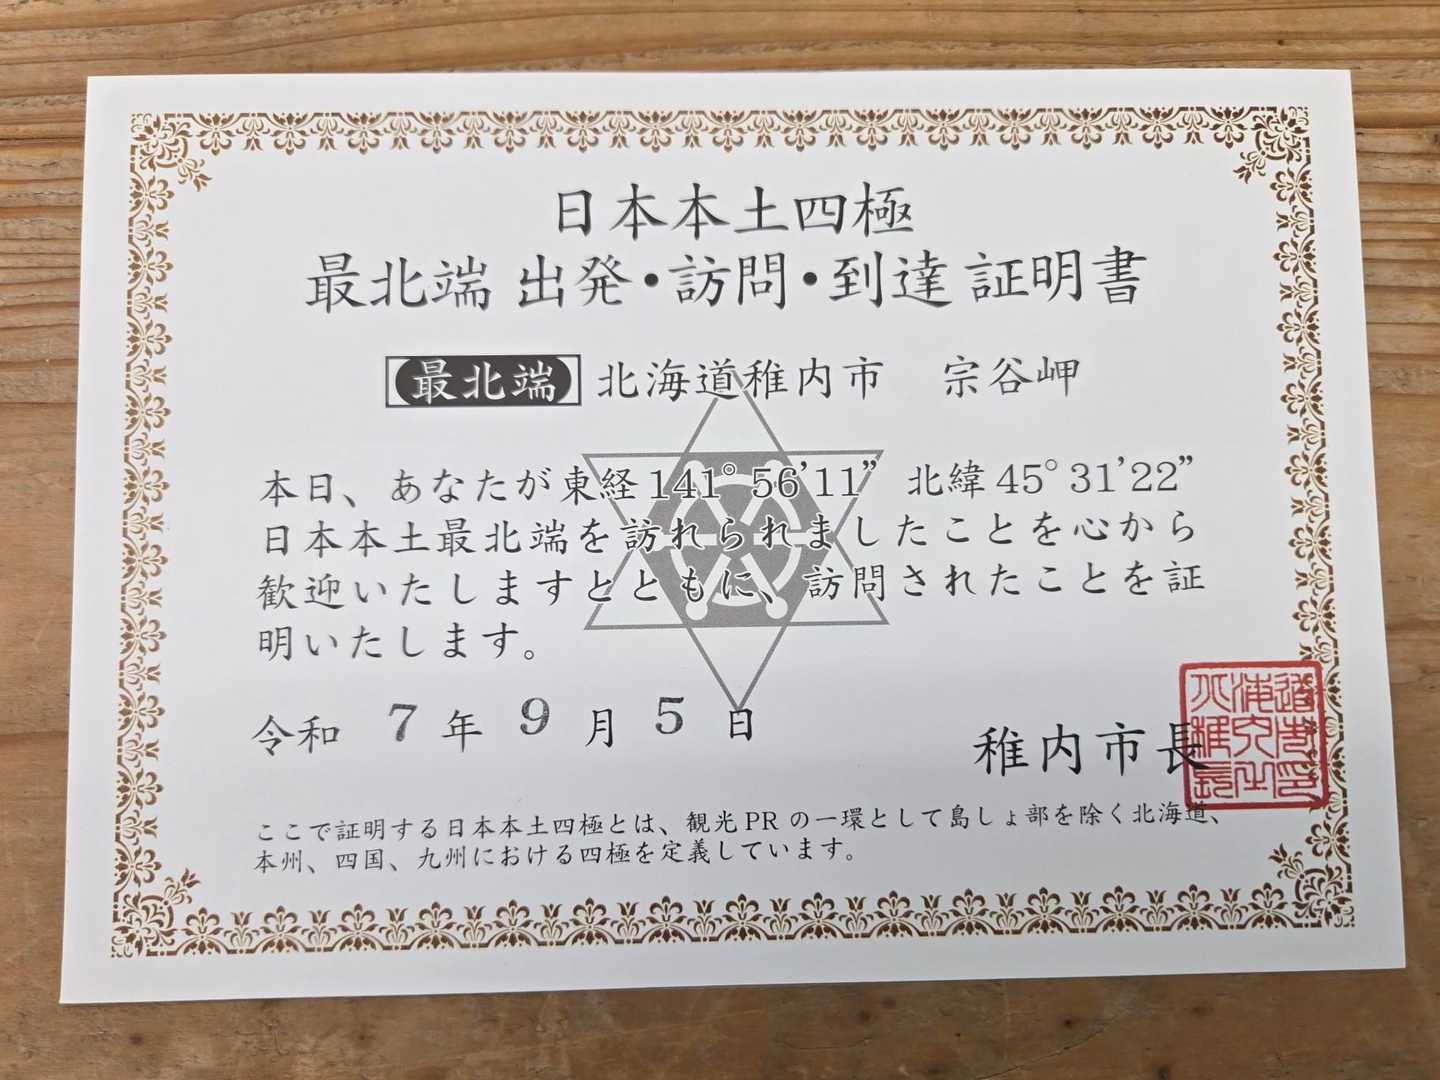 日本本土四極
最北端 出発・訪問・到達 証明書
最北端 北海道稚内市 宗谷岬
本日、あなたが東経141°56’11” 北緯45°31’22”
日本本土最北端を訪れられましたことを心から
歓迎いたしますとともに、訪問されたことを証
明いたします。
令和 7 年 9 月 5 日
稚内市長
ここで証明する日本本土四極とは、観光PRの一環として島しょ部を除く北海道、
本州、四国、九州における四極を定義しています。